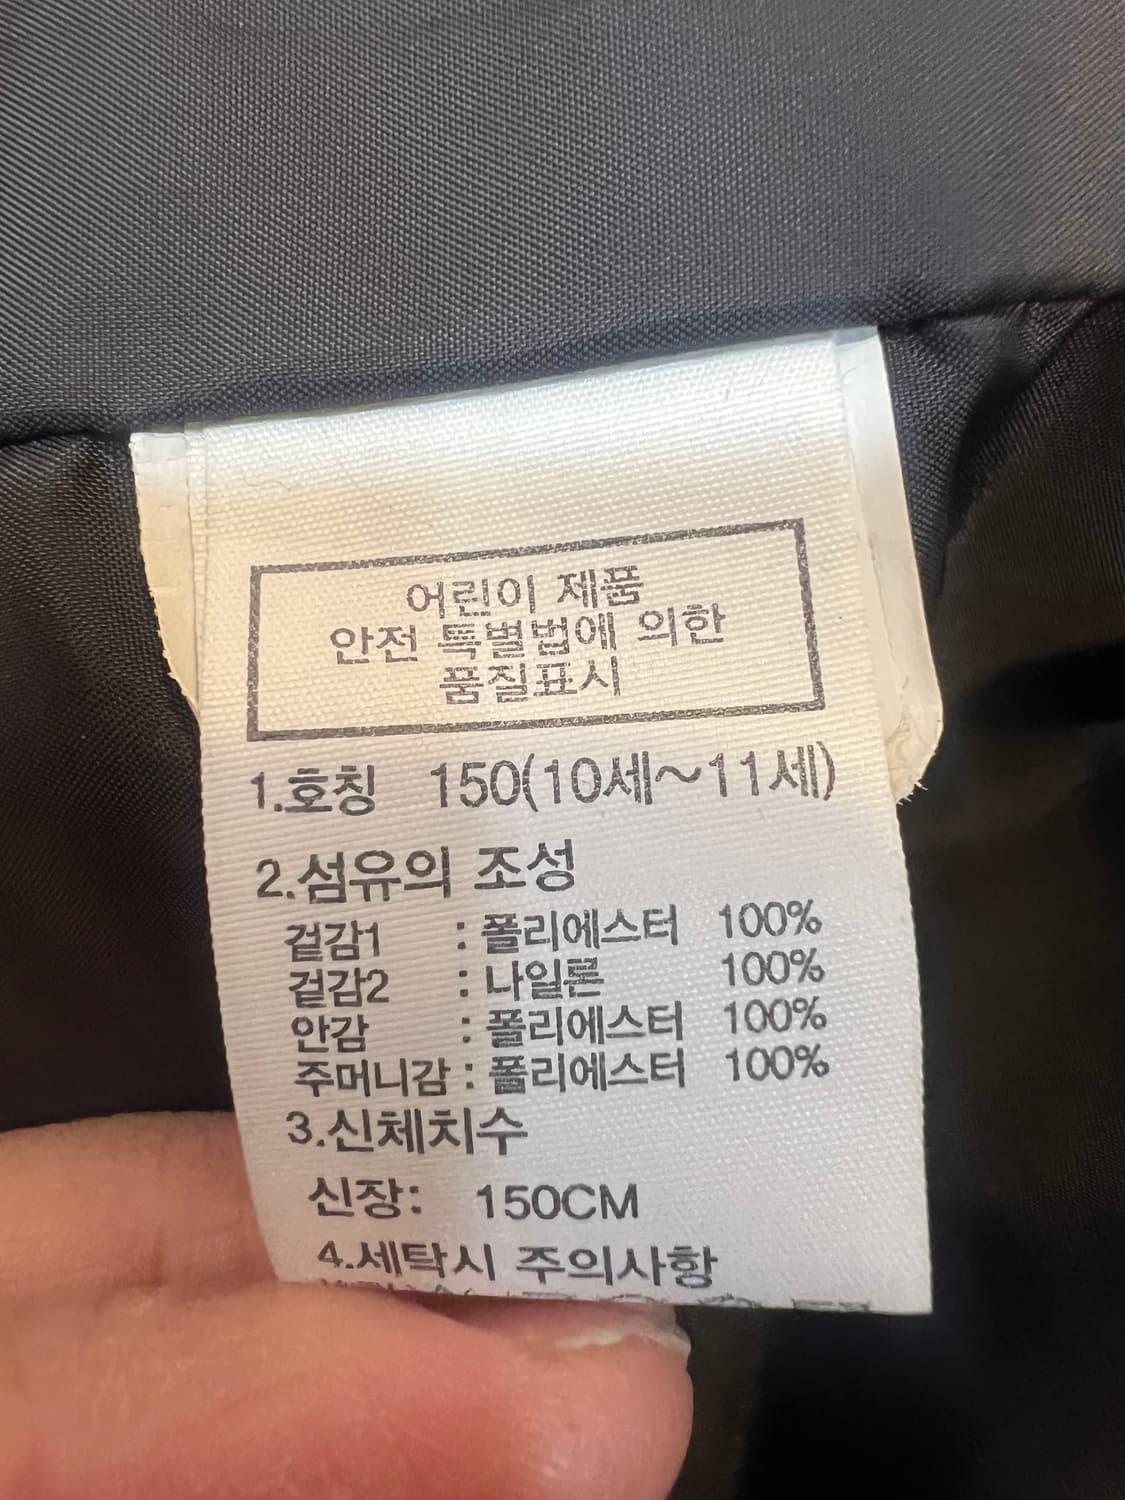 어린이 제품
안전 특별법에 의한
품질표시
1.호칭 150(10세~11세)
2.섬유의 조성
겉감1 : 폴리에스터 100%
겉감2 : 나일론 100%
안감 : 폴리에스터 100%
주머니감 : 폴리에스터 100%
3.신체치수
신장: 150CM
4.세탁시 주의사항